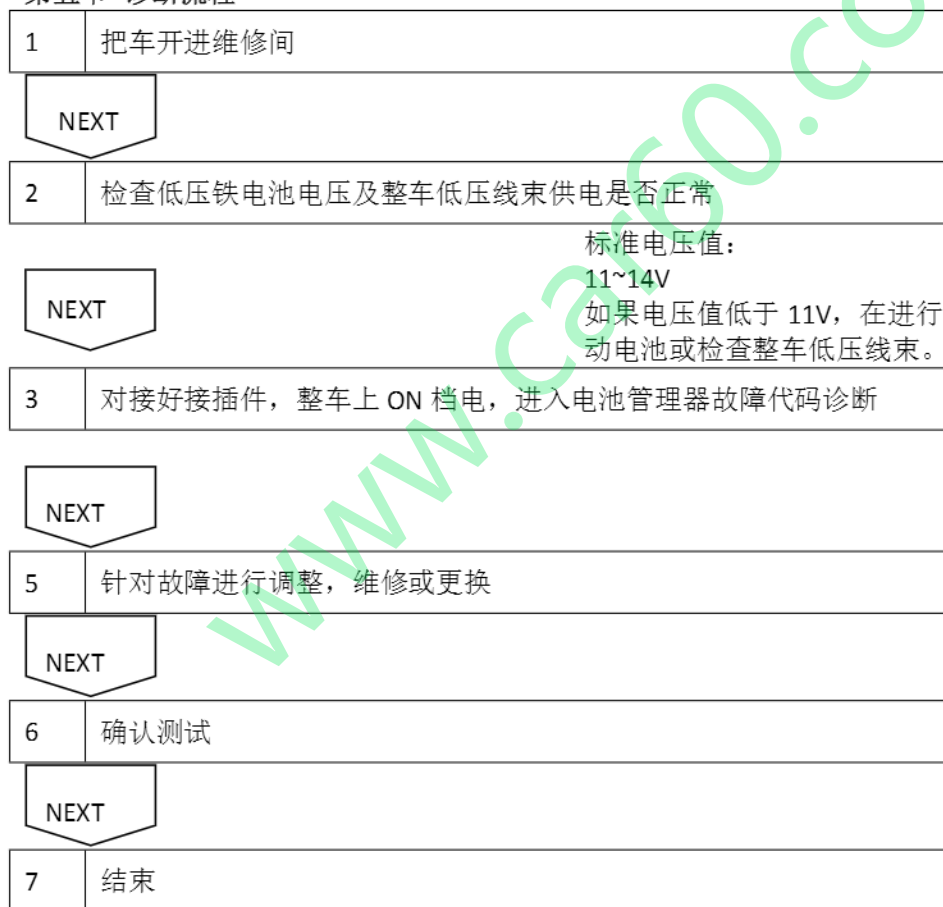 1 把车开进维修间
NEXT
2 检查低压铁电池电压及整车低压线束供电是否正常
标准电压值：
11~14V
NEXT
如果电压值低于 11V，在进行
动电池或检查整车低压线束。
3 对接好接插件，整车上 ON 档电，进入电池管理器故障代码诊断
NEXT
5 针对故障进行调整，维修或更换
NEXT
6 确认测试
NEXT
7 结束
www.car60.co